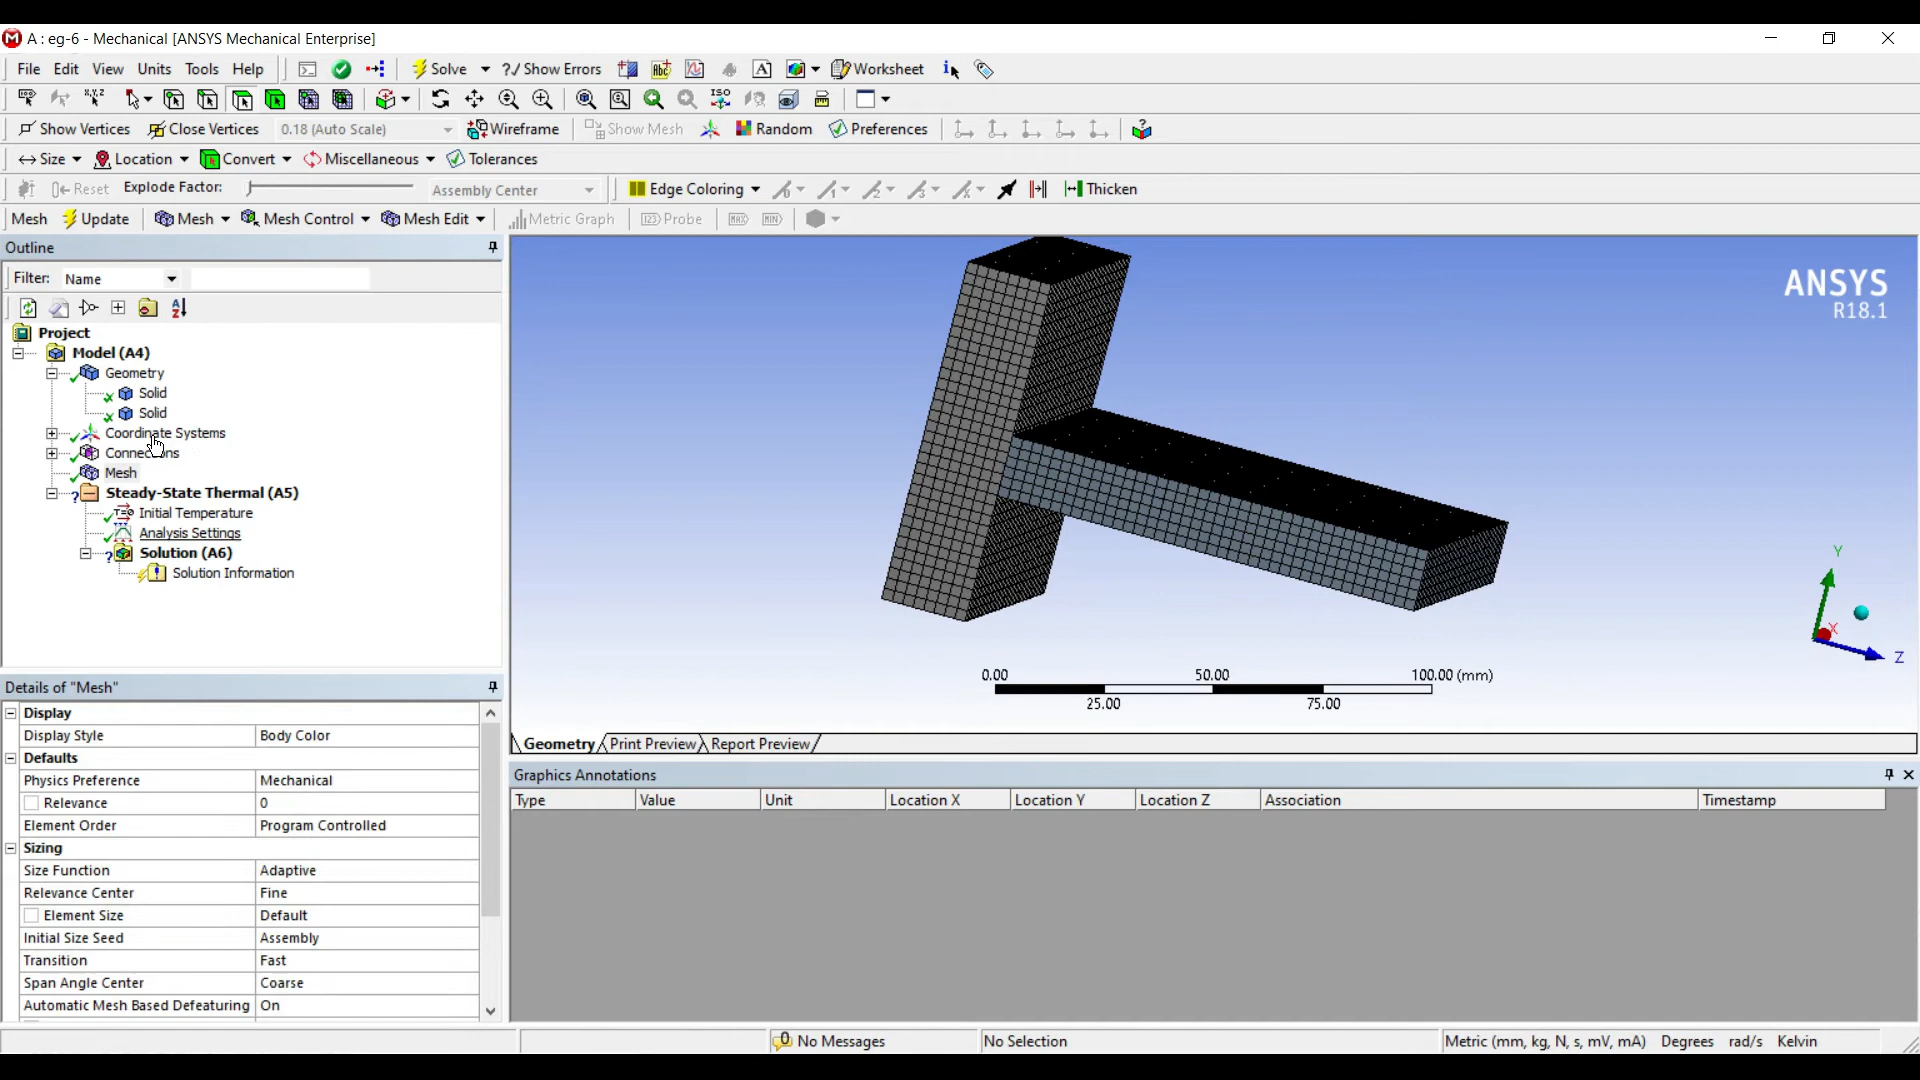 A : eg-6 - Mechanical [ANSYS Mechanical Enterprise]
File Edit View Units Tools Help Solve ?/ Show Errors Worksheet
ISO
Show Vertices Close Vertices 0.18 (Auto Scale) Wireframe Show Mesh Random Preferences
Size Location Convert Miscellaneous Tolerances
Reset Explode Factor: Assembly Center Edge Coloring Thicken
Mesh Update Mesh Mesh Control Mesh Edit Metric Graph Probe MAX MIN
Outline
Filter: Name
Project
Model (A4)
Geometry
Solid
Solid
Coordinate Systems
Connections
Mesh
Steady-State Thermal (A5)
Initial Temperature
Analysis Settings
Solution (A6)
Solution Information
Details of "Mesh"
Display
Display Style Body Color
Defaults
Physics Preference Mechanical
Relevance 0
Element Order Program Controlled
Sizing
Size Function Adaptive
Relevance Center Fine
Element Size Default
Initial Size Seed Assembly
Transition Fast
Span Angle Center Coarse
Automatic Mesh Based Defeaturing On
ANSYS
R18.1
Y
X
Z
0.00 50.00 100.00 (mm)
25.00 75.00
Geometry Print Preview Report Preview
Graphics Annotations
Type Value Unit Location X Location Y Location Z Association Timestamp
0 No Messages No Selection Metric (mm, kg, N, s, mV, mA) Degrees rad/s Kelvin